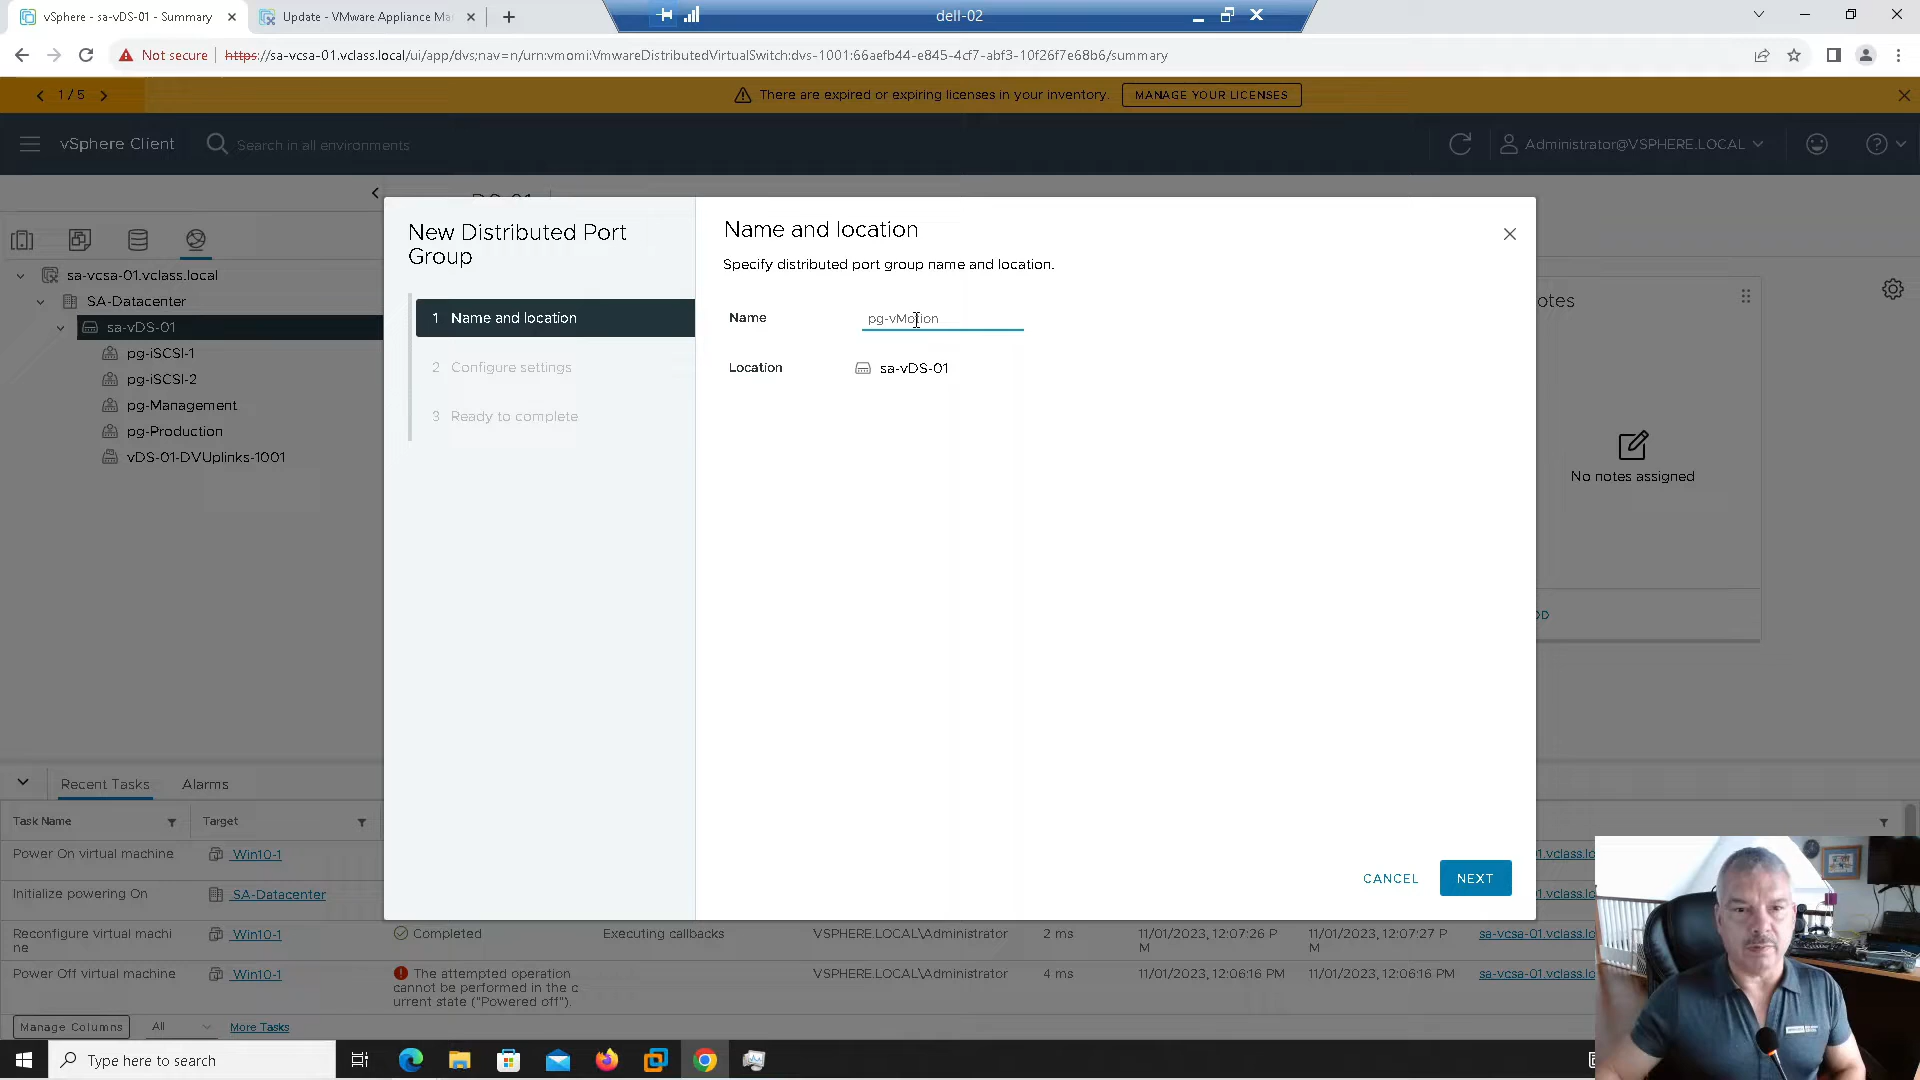 vSphere - sa-vDS-01 - Summary
Update - VMware Appliance Ma
dell-02
Not secure
https://sa-vcsa-01.vclass.local/ui/app/dvs;nav=n/urn:vmomi:VmwareDistributedVirtualSwitch:dvs-1001:66aefb44-e845-4cf7-abf3-10f26f7e68b6/summary
1 / 5
There are expired or expiring licenses in your inventory.
MANAGE YOUR LICENSES
vSphere Client
Search in all environments
Administrator@VSPHERE.LOCAL
sa-vcsa-01.vclass.local
SA-Datacenter
sa-vDS-01
pg-iSCSI-1
pg-iSCSI-2
pg-Management
pg-Production
vDS-01-DVUplinks-1001
New Distributed Port
Group
1 Name and location
2 Configure settings
3 Ready to complete
Name and location
Specify distributed port group name and location.
Name
pg-vMotion
Location
sa-vDS-01
CANCEL
NEXT
otes
No notes assigned
Recent Tasks
Alarms
Task Name
Target
Power On virtual machine
Win10-1
1.vclass.lo
Initialize powering On
SA-Datacenter
1.vclass.lo
Reconfigure virtual machi
ne
Win10-1
Completed
Executing callbacks
VSPHERE.LOCAL\Administrator
2 ms
11/01/2023, 12:07:26 P
M
11/01/2023, 12:07:27 P
M
sa-vcsa-01.vclass.lo
Power Off virtual machine
Win10-1
The attempted operation
cannot be performed in the c
urrent state ("Powered off").
VSPHERE.LOCAL\Administrator
4 ms
11/01/2023, 12:06:16 PM
11/01/2023, 12:06:16 PM
sa-vcsa-01.vclass.lo
Manage Columns
All
More Tasks
Type here to search